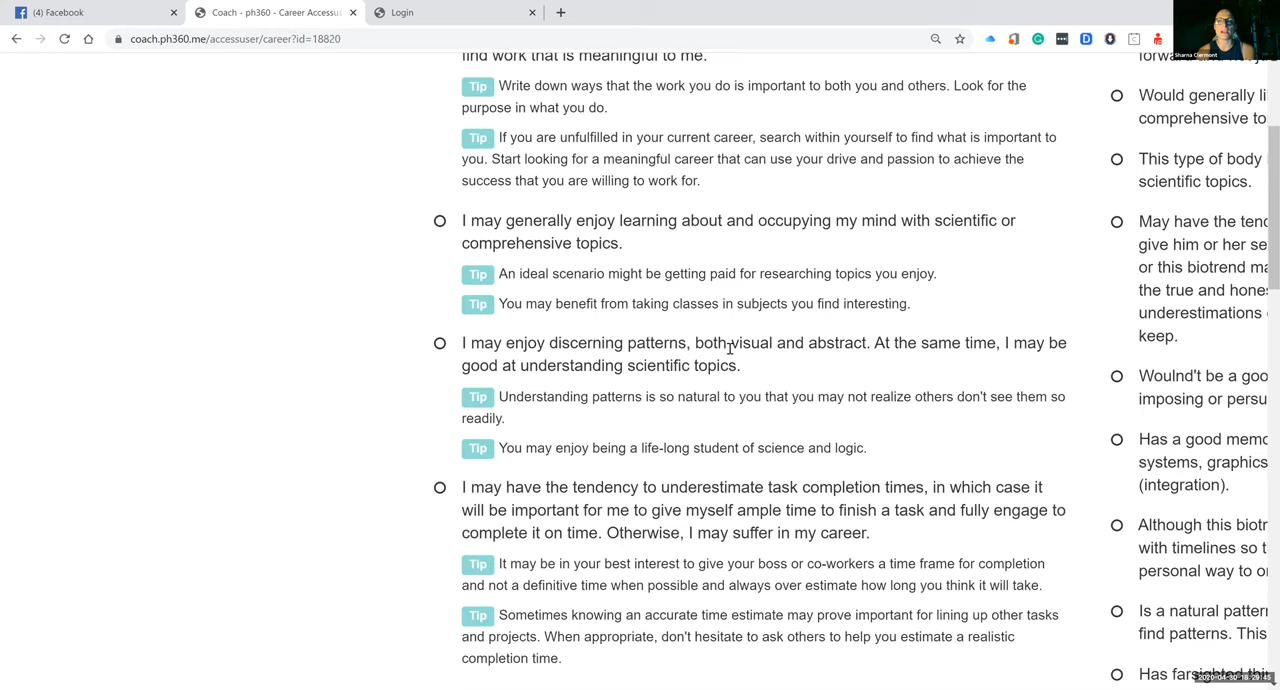 (4) Facebook
Coach - ph360 - Career Accessus
Login
coach.ph360.me/accessuser/career?id=18820
Sharna Clermont
find work that is meaningful to me.
Tip Write down ways that the work you do is important to both you and others. Look for the
purpose in what you do.
Tip If you are unfulfilled in your current career, search within yourself to find what is important to
you. Start looking for a meaningful career that can use your drive and passion to achieve the
success that you are willing to work for.
I may generally enjoy learning about and occupying my mind with scientific or
comprehensive topics.
Tip An ideal scenario might be getting paid for researching topics you enjoy.
Tip You may benefit from taking classes in subjects you find interesting.
I may enjoy discerning patterns, both visual and abstract. At the same time, I may be
good at understanding scientific topics.
Tip Understanding patterns is so natural to you that you may not realize others don't see them so
readily.
Tip You may enjoy being a life-long student of science and logic.
I may have the tendency to underestimate task completion times, in which case it
will be important for me to give myself ample time to finish a task and fully engage to
complete it on time. Otherwise, I may suffer in my career.
Tip It may be in your best interest to give your boss or co-workers a time frame for completion
and not a definitive time when possible and always over estimate how long you think it will take.
Tip Sometimes knowing an accurate time estimate may prove important for lining up other tasks
and projects. When appropriate, don't hesitate to ask others to help you estimate a realistic
completion time.
Would generally li
comprehensive to
This type of body
scientific topics.
May have the tend
give him or her se
or this biotrend ma
the true and hones
underestimations
keep.
Woulnd't be a goo
imposing or persu
Has a good memo
systems, graphics
(integration).
Although this biotr
with timelines so t
personal way to o
Is a natural patter
find patterns. This
Has farsighted thi
2020-04-30 18:29:45